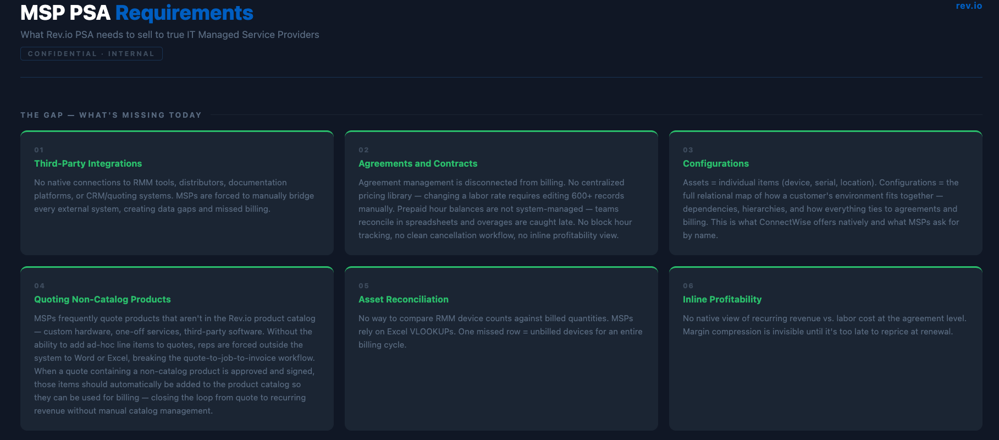 MSP PSA Requirements
rev.io
What Rev.io PSA needs to sell to true IT Managed Service Providers
CONFIDENTIAL · INTERNAL
THE GAP — WHAT'S MISSING TODAY
01
Third-Party Integrations
No native connections to RMM tools, distributors, documentation
platforms, or CRM/quoting systems. MSPs are forced to manually bridge
every external system, creating data gaps and missed billing.
02
Agreements and Contracts
Agreement management is disconnected from billing. No centralized
pricing library — changing a labor rate requires editing 600+ records
manually. Prepaid hour balances are not system-managed — teams
reconcile in spreadsheets and overages are caught late. No block hour
tracking, no clean cancellation workflow, no inline profitability view.
03
Configurations
Assets = individual items (device, serial, location). Configurations = the
full relational map of how a customer's environment fits together —
dependencies, hierarchies, and how everything ties to agreements and
billing. This is what ConnectWise offers natively and what MSPs ask for
by name.
04
Quoting Non-Catalog Products
MSPs frequently quote products that aren't in the Rev.io product catalog
— custom hardware, one-off services, third-party software. Without the
ability to add ad-hoc line items to quotes, reps are forced outside the
system to Word or Excel, breaking the quote-to-job-to-invoice workflow.
When a quote containing a non-catalog product is approved and signed,
those items should automatically be added to the product catalog so
they can be used for billing — closing the loop from quote to recurring
revenue without manual catalog management.
05
Asset Reconciliation
No way to compare RMM device counts against billed quantities. MSPs
rely on Excel VLOOKUPs. One missed row = unbilled devices for an entire
billing cycle.
06
Inline Profitability
No native view of recurring revenue vs. labor cost at the agreement level.
Margin compression is invisible until it's too late to reprice at renewal.